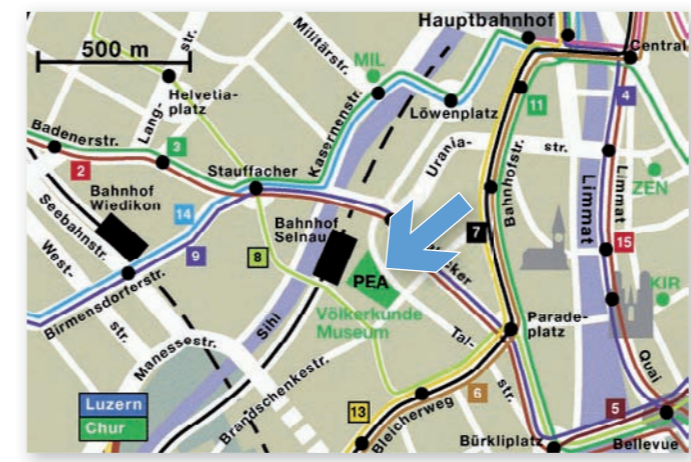 Hauptbahnhof
500 m
str.
Militärstr.
MIL
Central
Helvetia-
platz
Lang-
Löwenplatz
11
4
Badenerstr.
3
Kasernenstr.
Urania-
str.
2
Stauffacher
Bahnhofstr.
Limmat
Limmat
ZEN
Bahnhof
Wiedikon
14
Bahnhof
Selnau
7
15
Seebahnstr.
9
8
PEA
KIR
West-
str.
Birmensdorferstr.
Völkerkunde
Museum
Parade-
platz
Sihl
Tal-
str.
Manessestr.
Quai
Brandschenkestr.
6
Luzern
Chur
13
Bleicherweg
5
Bürkliplatz
Bellevue